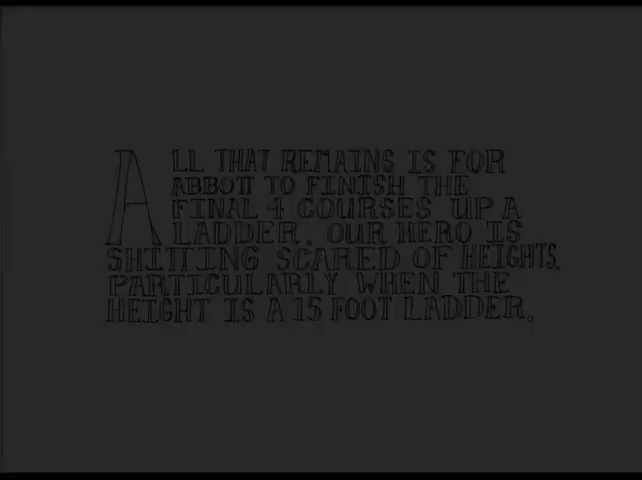 ALL THAT REMAINS IS FOR
ABBOTT TO FINISH THE
FINAL 4 COURSES UP A
LADDER. OUR HERO IS
SHITTING SCARED OF HEIGHTS.
PARTICULARLY WHEN THE
HEIGHT IS A 15 FOOT LADDER.